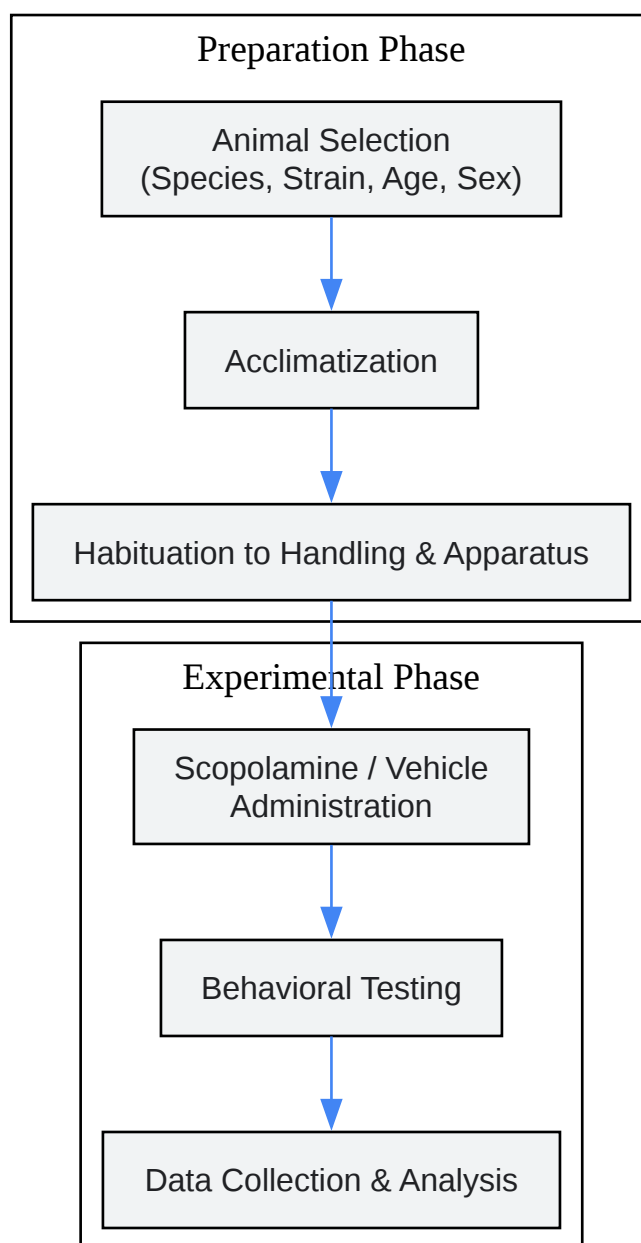 Preparation Phase
Animal Selection
(Species, Strain, Age, Sex)
Acclimatization
Habituation to Handling & Apparatus
Experimental Phase
Scopolamine / Vehicle
Administration
Behavioral Testing
Data Collection & Analysis